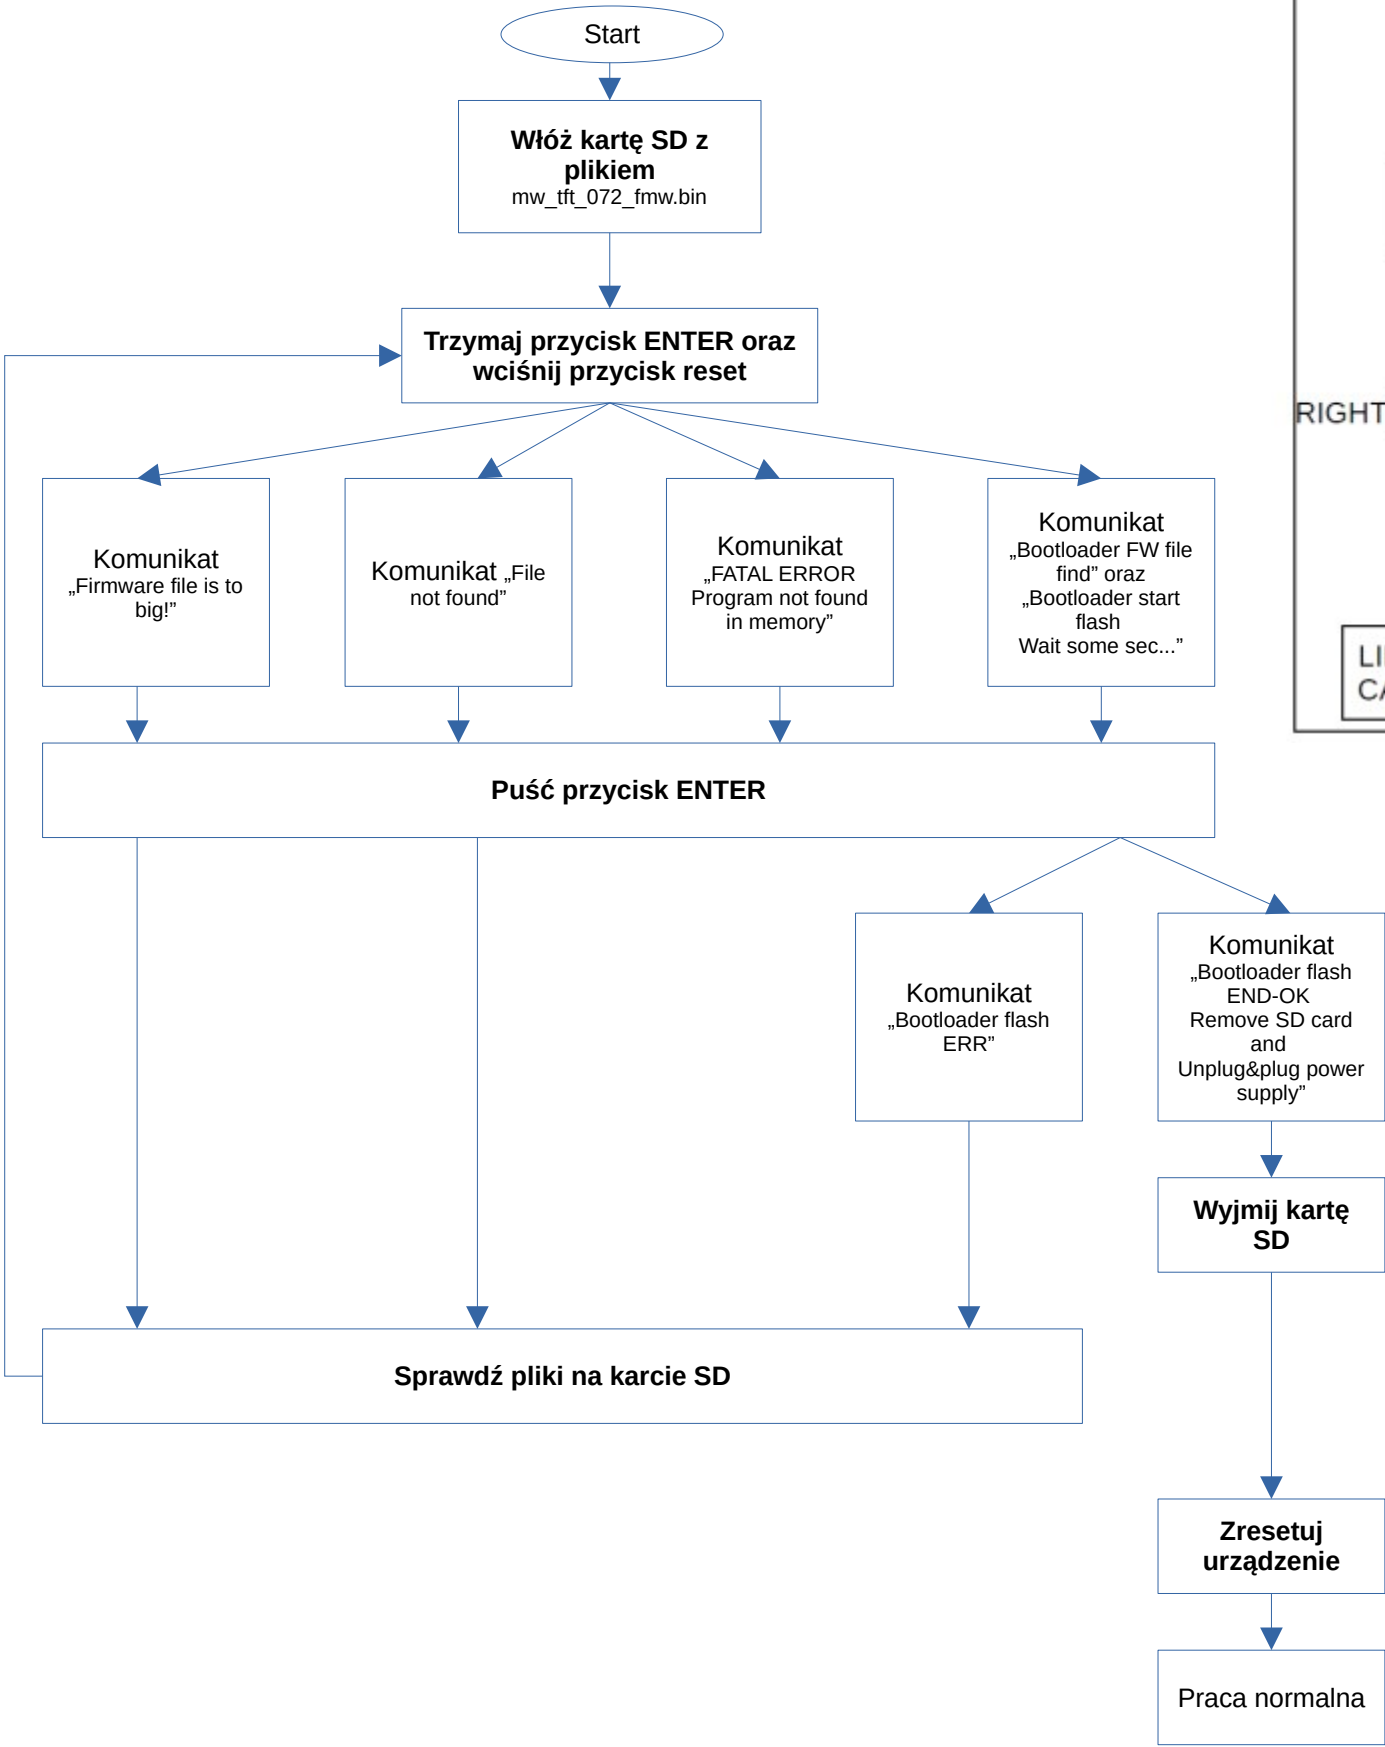 Start
Włóż kartę SD z
plikiem
mw_tft_072_fmw.bin
Trzymaj przycisk ENTER oraz
wciśnij przycisk reset
RIGHT
Komunikat
„Firmware file is to
big!”
Komunikat „File
not found”
Komunikat
„FATAL ERROR
Program not found
in memory”
Komunikat
„Bootloader FW file
find” oraz
„Bootloader start
flash
Wait some sec...”
Puść przycisk ENTER
Komunikat
„Bootloader flash
ERR”
Komunikat
„Bootloader flash
END-OK
Remove SD card
and
Unplug&plug power
supply”
Wyjmij kartę
SD
Sprawdź pliki na karcie SD
Zresetuj
urządzenie
Praca normalna